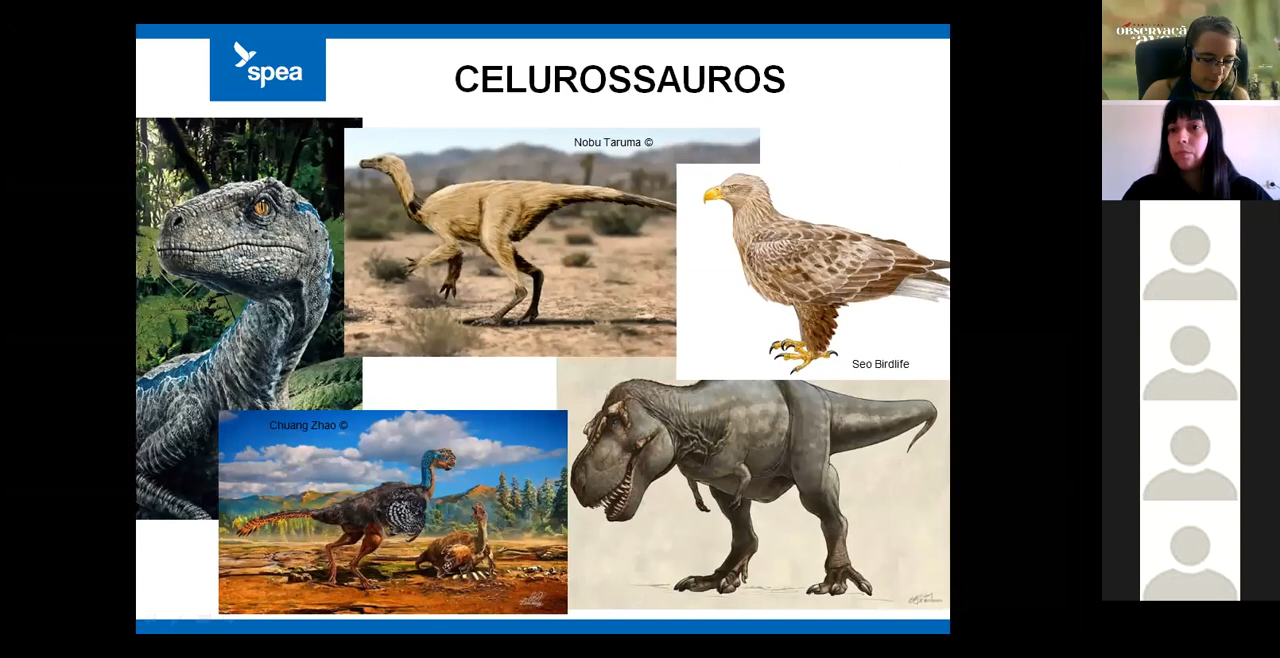 spea
CELUROSSAUROS
Nobu Taruma ©
Seo Birdlife
Chuang Zhao ©
OBSERVAÇÃ